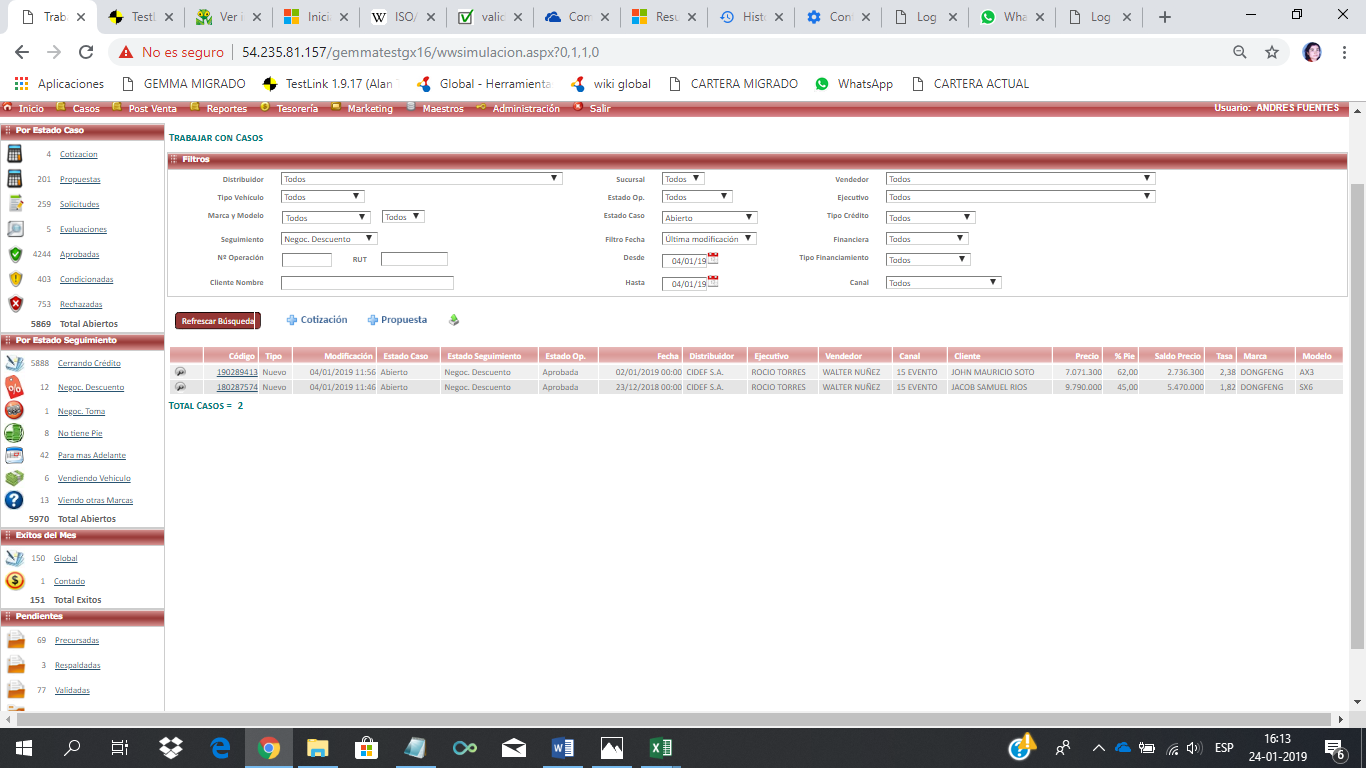 Traba
TestL
Ver i
Inicia
ISO/
valid
Com
Resu
Histo
Conf
Log
Wha
Log
No es seguro
54.235.81.157/gemmatestgx16/wwsimulacion.aspx?0,1,1,0
Aplicaciones
GEMMA MIGRADO
TestLink 1.9.17 (Alan
Global - Herramienta
wiki global
CARTERA MIGRADO
WhatsApp
CARTERA ACTUAL
Inicio Casos Post Venta Reportes Tesorería Marketing Maestros Administración Salir
Usuario: ANDRES FUENTES
Por Estado Caso
4 Cotizacion
201 Propuestas
259 Solicitudes
5 Evaluaciones
4244 Aprobadas
403 Condicionadas
753 Rechazadas
5869 Total Abiertos
Por Estado Seguimiento
5888 Cerrando Crédito
12 Negoc. Descuento
1 Negoc. Toma
8 No tiene Pie
42 Para mas Adelante
6 Vendiendo Vehiculo
13 Viendo otras Marcas
5970 Total Abiertos
Exitos del Mes
150 Global
1 Contado
151 Total Exitos
Pendientes
69 Precursadas
3 Respaldadas
77 Validadas
TRABAJAR CON CASOS
Filtros
Distribuidor Todos Sucursal Todos Vendedor Todos
Tipo Vehículo Todos Estado Op. Todos Ejecutivo Todos
Marca y Modelo Todos Todos Estado Caso Abierto Tipo Crédito Todos
Seguimiento Negoc. Descuento Filtro Fecha Última modificación Financiera Todos
Nº Operación RUT Desde 04/01/19 Tipo Financiamiento Todos
Cliente Nombre Hasta 04/01/19 Canal Todos
Refrescar Búsqueda Cotización Propuesta
Código Tipo Modificación Estado Caso Estado Seguimiento Estado Op. Fecha Distribuidor Ejecutivo Vendedor Canal Cliente Precio % Pie Saldo Precio Tasa Marca Modelo
190289413 Nuevo 04/01/2019 11:56 Abierto Negoc. Descuento Aprobada 02/01/2019 00:00 CIDEF S.A. ROCIO TORRES WALTER NUÑEZ 15 EVENTO JOHN MAURICIO SOTO 7.071.300 62,00 2.736.300 2,38 DONGFENG AX3
180287574 Nuevo 04/01/2019 11:46 Abierto Negoc. Descuento Aprobada 23/12/2018 00:00 CIDEF S.A. ROCIO TORRES WALTER NUÑEZ 15 EVENTO JACOB SAMUEL RIOS 9.790.000 45,00 5.470.000 1,82 DONGFENG SX6
TOTAL CASOS = 2
ESP
16:13
24-01-2019
6